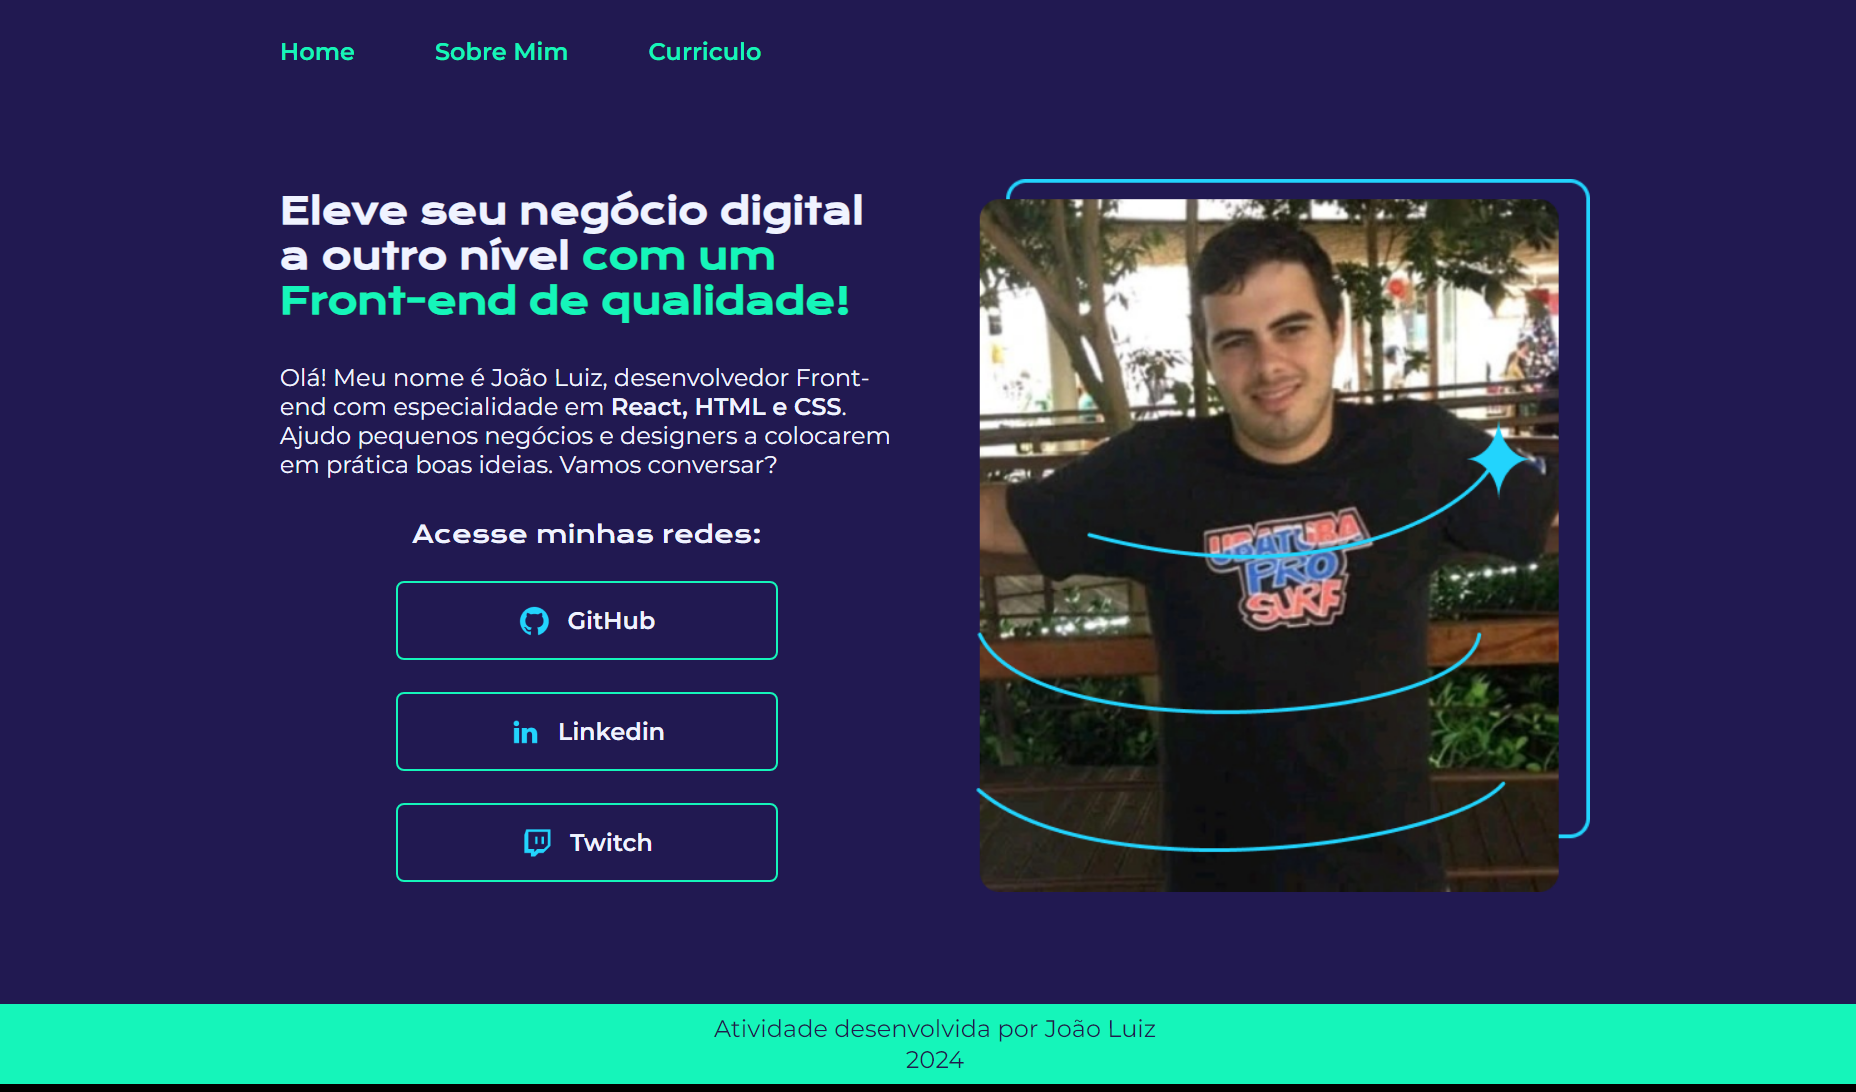 Home Sobre Mim Curriculo
Eleve seu negócio digital
a outro nível com um
Front-end de qualidade!
Olá! Meu nome é João Luiz, desenvolvedor Front-
end com especialidade em React, HTML e CSS.
Ajudo pequenos negócios e designers a colocarem
em prática boas ideias. Vamos conversar?
Acesse minhas redes:
GitHub
Linkedin
Twitch
UBATUBA
PRO
SURF
Atividade desenvolvida por João Luiz
2024